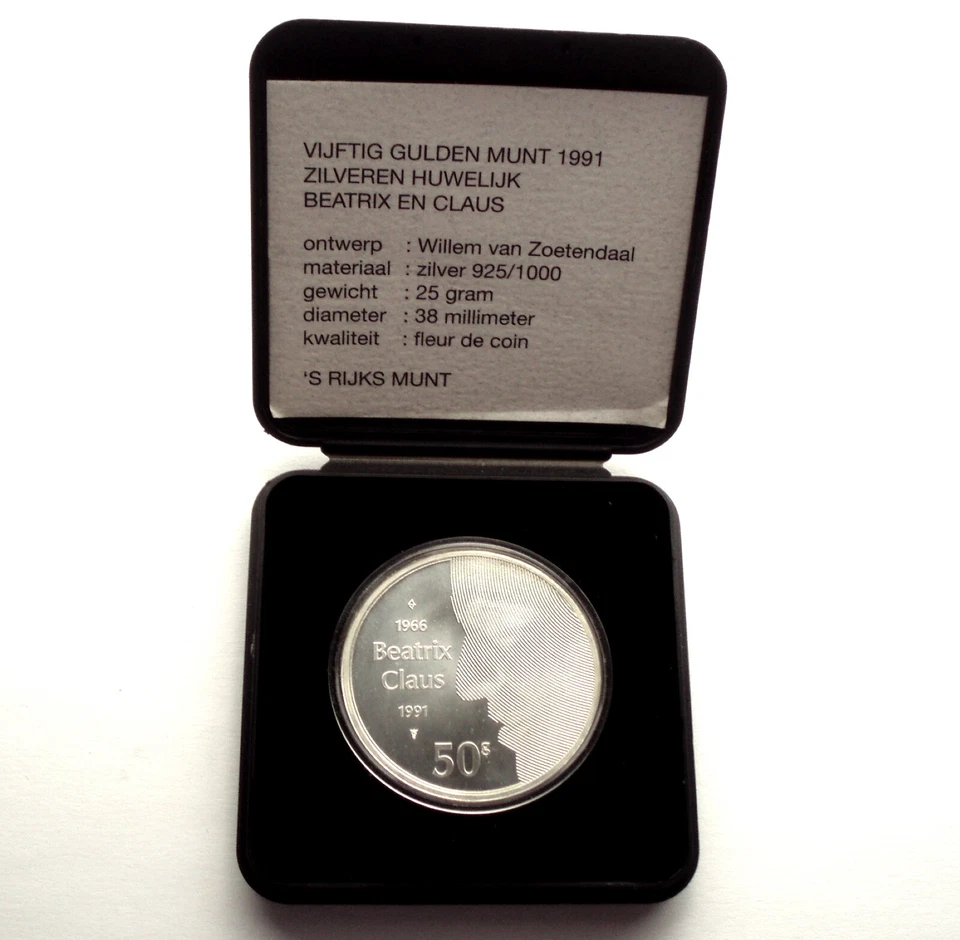 VIJFTIG GULDEN MUNT 1991
ZILVEREN HUWELIJK
BEATRIX EN CLAUS
ontwerp : Willem van Zoetendaal
materiaal : zilver 925/1000
gewicht : 25 gram
diameter : 38 millimeter
kwaliteit : fleur de coin
‘S RIJKS MUNT
1966
Beatrix
Claus
1991
50G